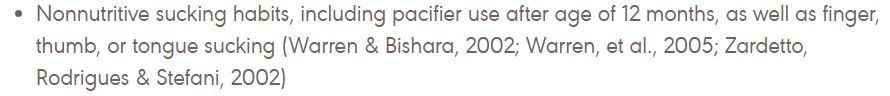 • Nonnutritive sucking habits, including pacifier use after age of 12 months, as well as finger,
thumb, or tongue sucking (Warren & Bishara, 2002; Warren, et al., 2005; Zardetto,
Rodrigues & Stefani, 2002)